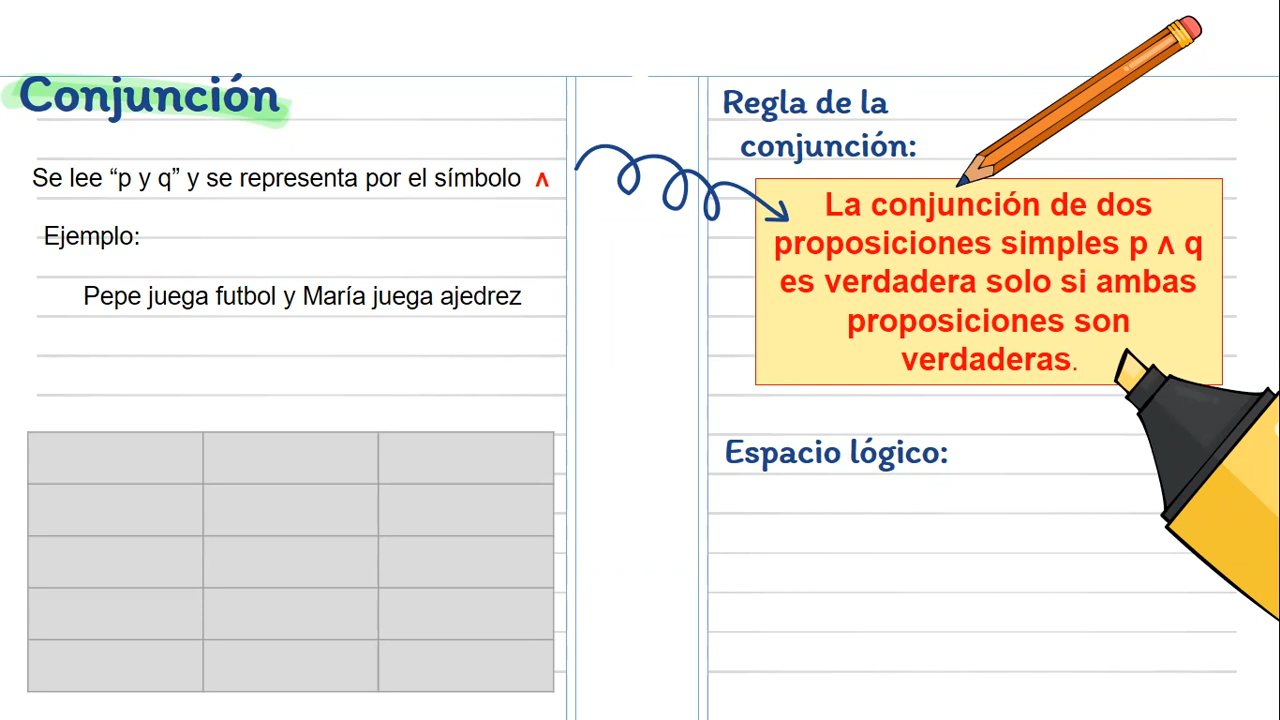 Conjunción
Se lee “p y q” y se representa por el símbolo ∧
Ejemplo:
Pepe juega futbol y María juega ajedrez
Regla de la
conjunción:
La conjunción de dos
proposiciones simples p ∧ q
es verdadera solo si ambas
proposiciones son
verdaderas.
Espacio lógico: